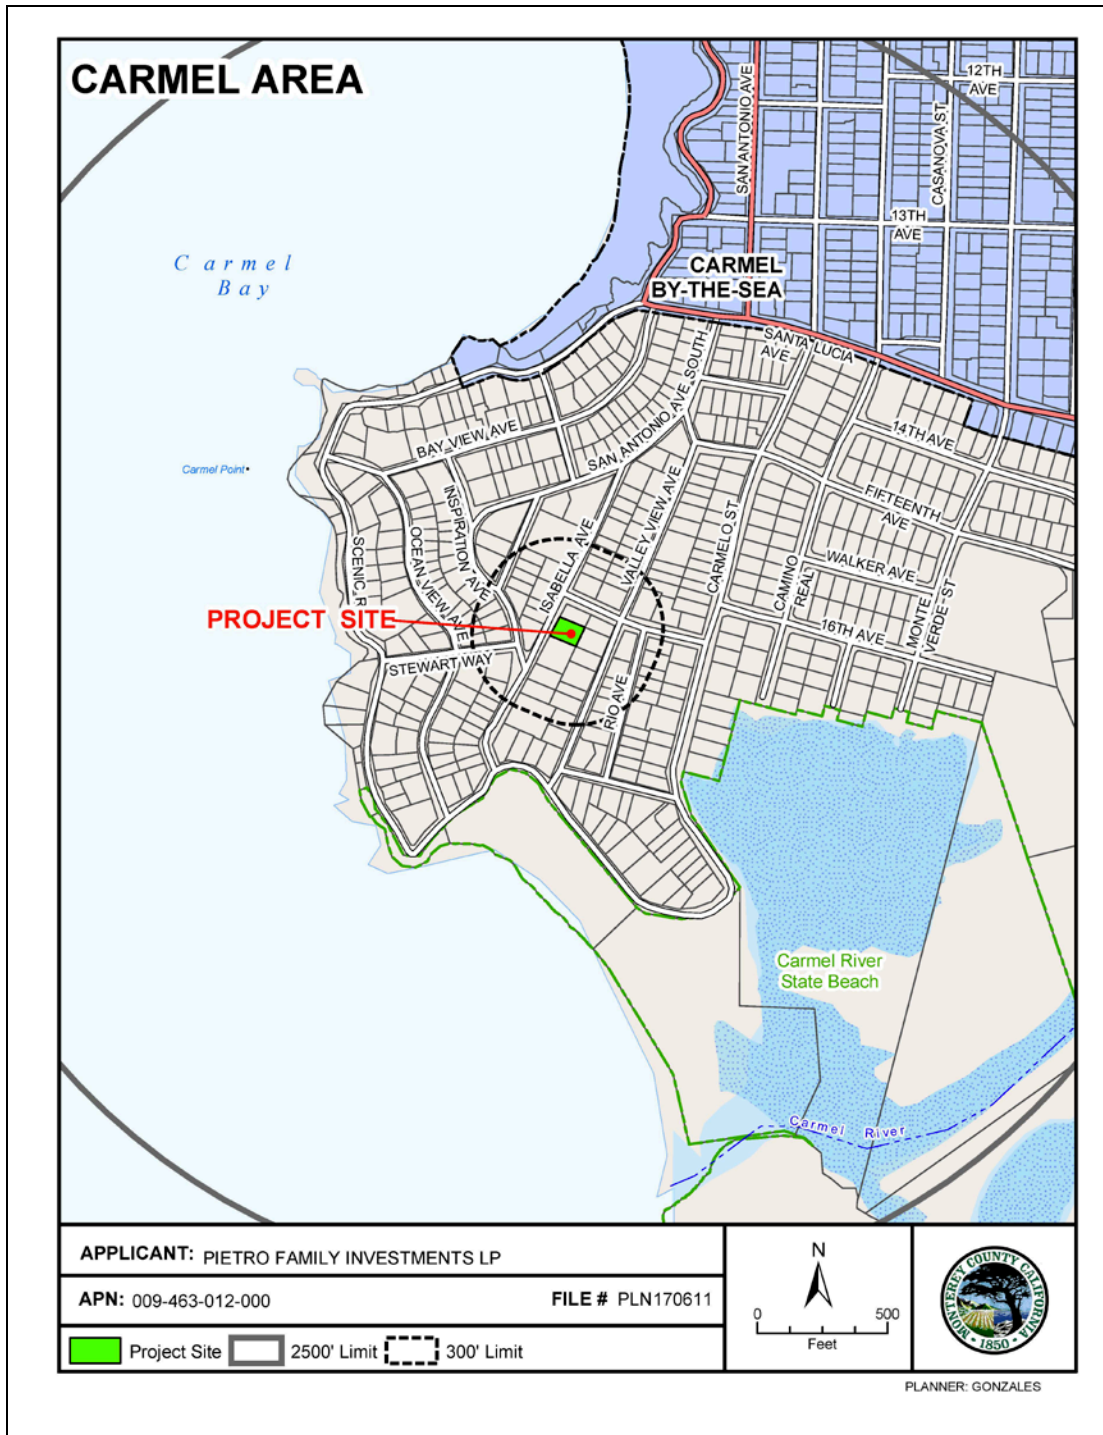 CARMEL AREA
12TH
AVE
SAN ANTONIO AVE
CASANOVA ST
13TH
AVE
Carmel
Bay
CARMEL
BY-THE-SEA
SANTA LUCIA
AVE
SAN ANTONIO AVE SOUTH
BAY VIEW AVE
14TH AVE
Carmel Point
INSPIRATION AVE
VALLEY VIEW AVE
FIFTEENTH
AVE
SCENIC R
OCEAN VIEW AVE
ISABELLA AVE
CARMELO ST
WALKER AVE
CAMINO
REAL
MONTE
VERDE ST
PROJECT SITE
16TH AVE
STEWART WAY
RIO AVE
Carmel River
State Beach
Carmel River
APPLICANT: PIETRO FAMILY INVESTMENTS LP
APN: 009-463-012-000
FILE # PLN170611
Project Site
2500' Limit
300' Limit
N
0
500
Feet
MONTEREY COUNTY CALIFORNIA
1850
PLANNER: GONZALES